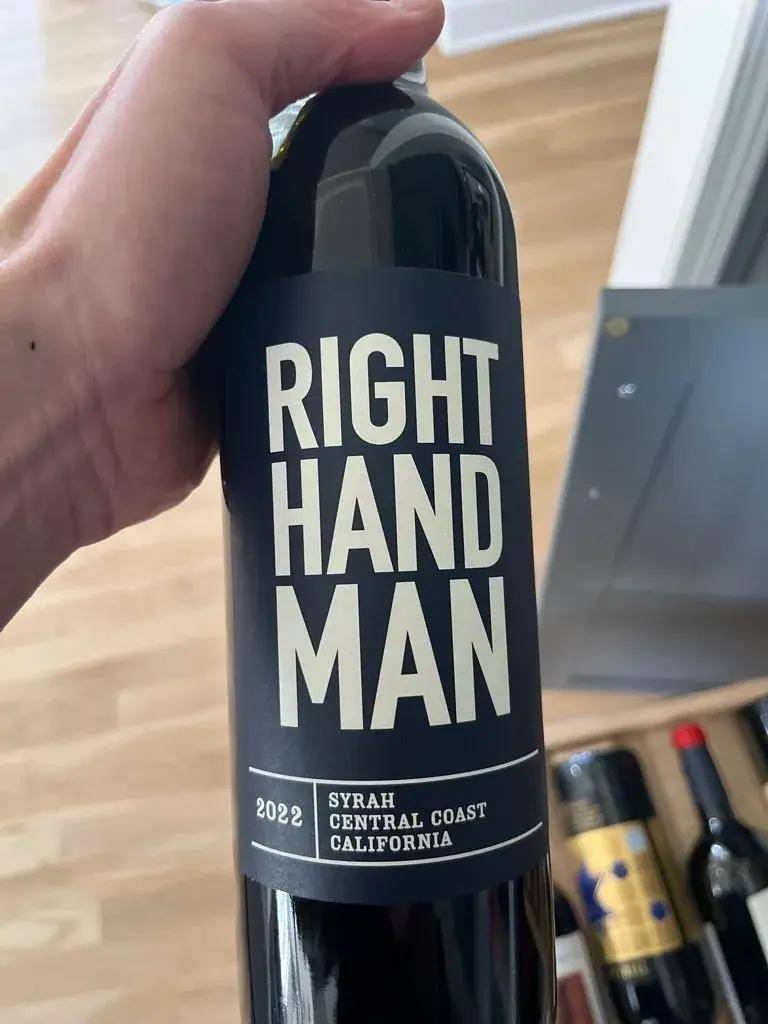 RIGHT
HAND
MAN
2022
SYRAH
CENTRAL COAST
CALIFORNIA